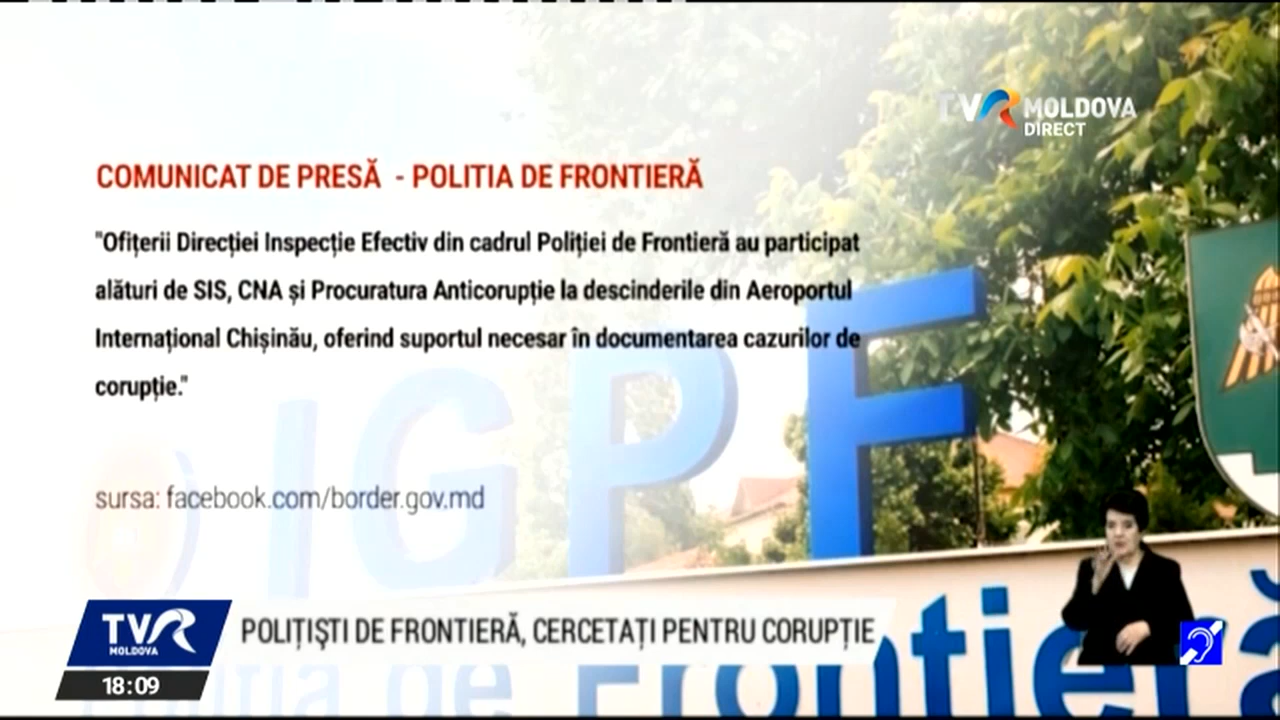 TVR MOLDOVA
DIRECT
COMUNICAT DE PRESĂ - POLITIA DE FRONTIERĂ
"Ofițerii Direcției Inspecție Efectiv din cadrul Poliției de Frontieră au participat
alături de SIS, CNA și Procuratura Anticorupție la descinderile din Aeroportul
Internațional Chișinău, oferind suportul necesar în documentarea cazurilor de
corupție."
IGPF
sursa: facebook.com/border.gov.md
TVR
MOLDOVA
POLIȚIŞTI DE FRONTIERĂ, CERCETAȚI PENTRU CORUPȚIE
18:09
de Frontieră